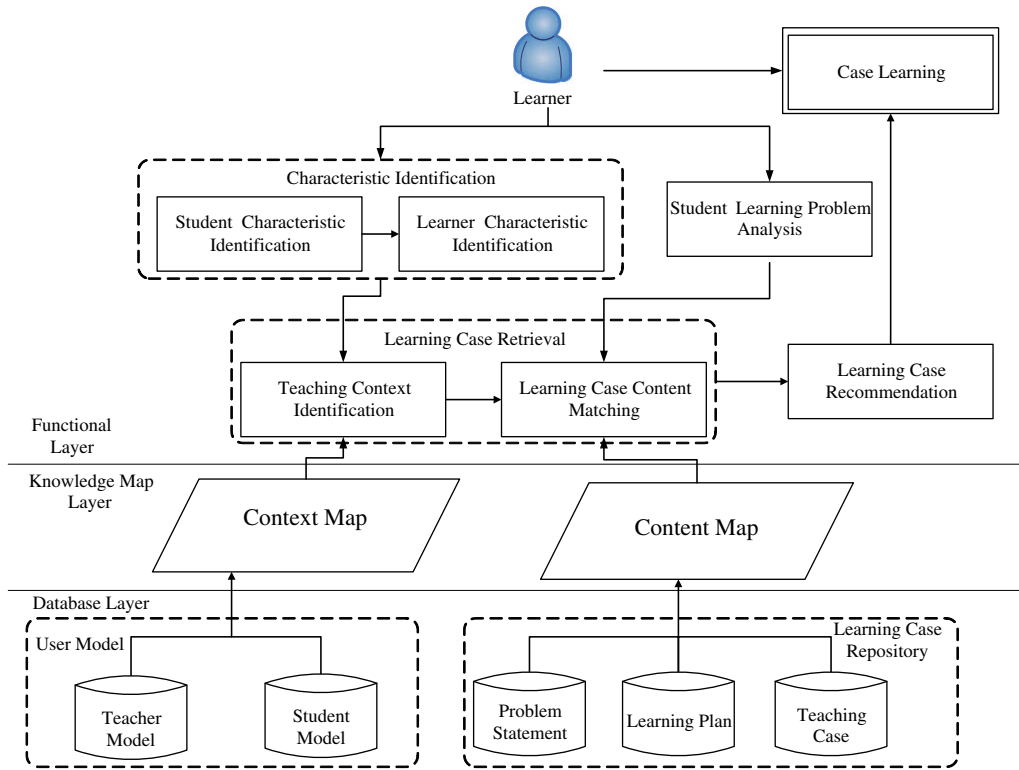 Learner
Case Learning
Characteristic Identification
Student Characteristic
Identification
Learner Characteristic
Identification
Student Learning Problem
Analysis
Learning Case Retrieval
Teaching Context
Identification
Learning Case Content
Matching
Learning Case
Recommendation
Functional
Layer
Knowledge Map
Layer
Context Map
Content Map
Database Layer
User Model
Teacher
Model
Student
Model
Learning Case
Repository
Problem
Statement
Learning Plan
Teaching
Case